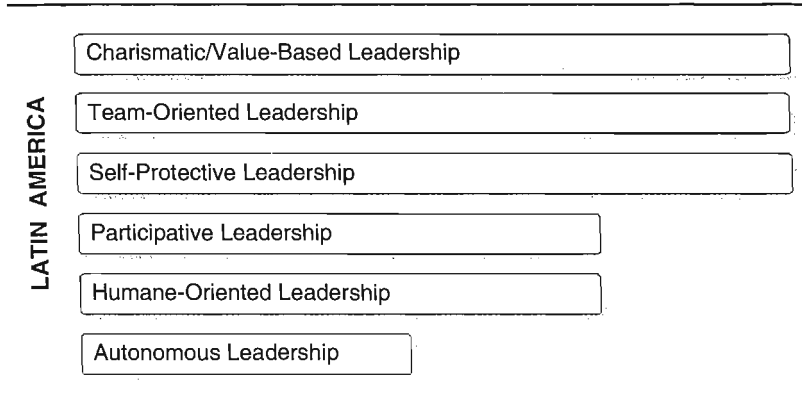 LATIN AMERICA
Charismatic/Value-Based Leadership
Team-Oriented Leadership
Self-Protective Leadership
Participative Leadership
Humane-Oriented Leadership
Autonomous Leadership